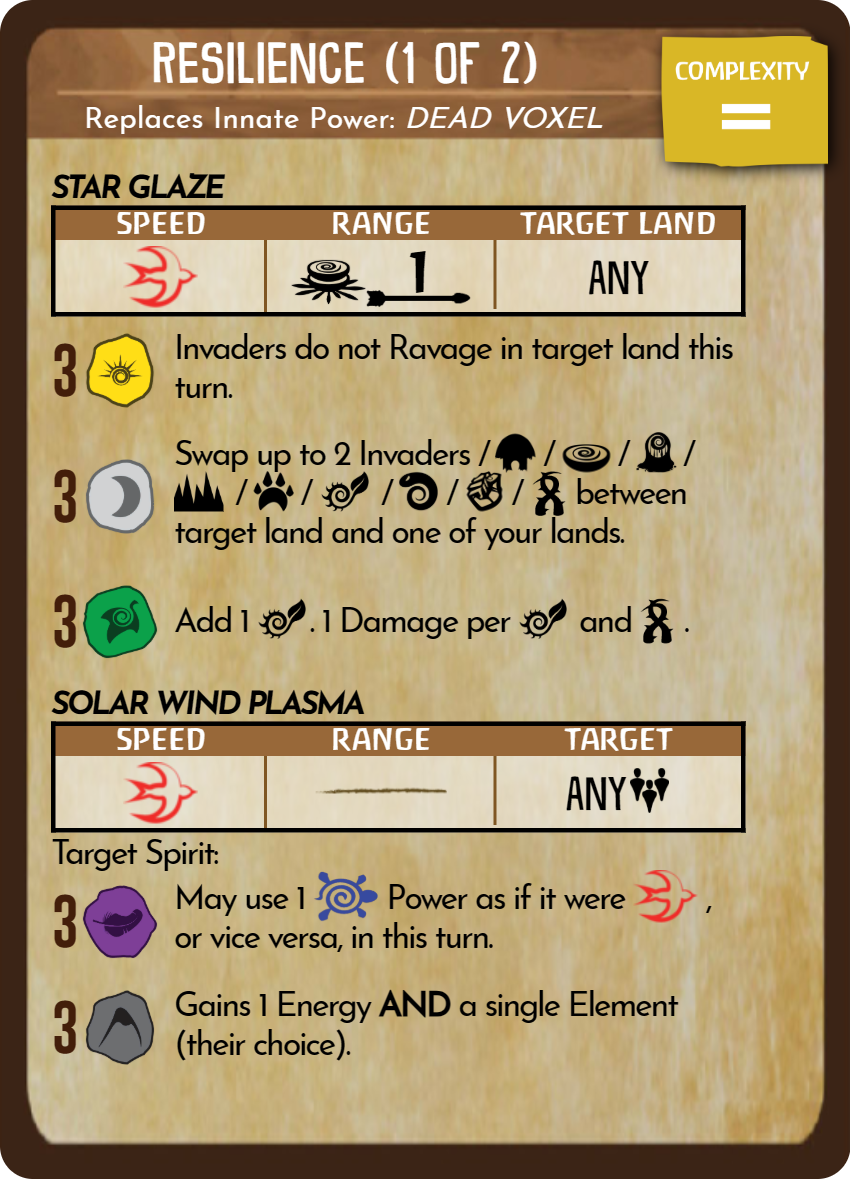 RESILIENCE (1 OF 2)
COMPLEXITY
Replaces Innate Power: DEAD VOXEL
STAR GLAZE
SPEED RANGE TARGET LAND
1 ANY
3 Invaders do not Ravage in target land this
turn.
Swap up to 2 Invaders / / / /
3 / / / / / between
target land and one of your lands.
3 Add 1 . 1 Damage per and .
SOLAR WIND PLASMA
SPEED RANGE TARGET
ANY
Target Spirit:
3 May use 1 Power as if it were ,
or vice versa, in this turn.
3 Gains 1 Energy AND a single Element
(their choice).